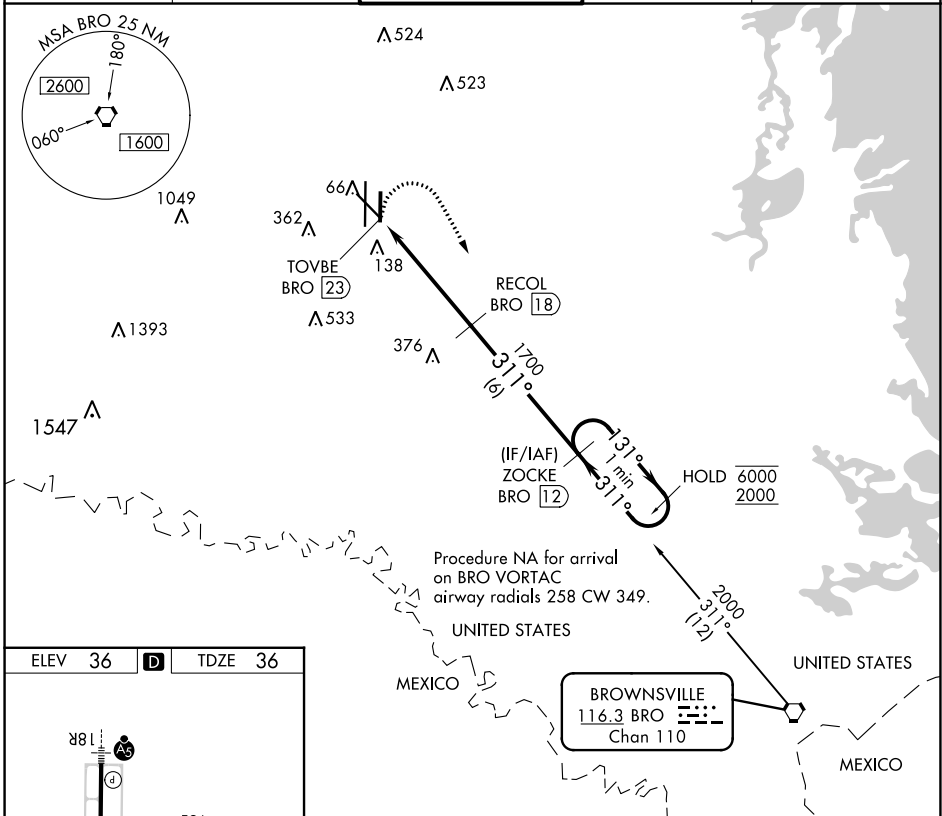 MSA BRO 25 NM
180°
2600
060°
1600
524
523
1049
66
362
138
TOVBE
BRO 23
RECOL
BRO 18
533
1393
376
1700
311°
(6)
1547
(IF/IAF)
ZOCKE
BRO 12
131°
1 min
311°
HOLD 6000
2000
Procedure NA for arrival
on BRO VORTAC
airway radials 258 CW 349.
2000
311°
(12)
UNITED STATES
UNITED STATES
MEXICO
BROWNSVILLE
116.3 BRO
Chan 110
MEXICO
ELEV 36 D TDZE 36
18R
A5
P